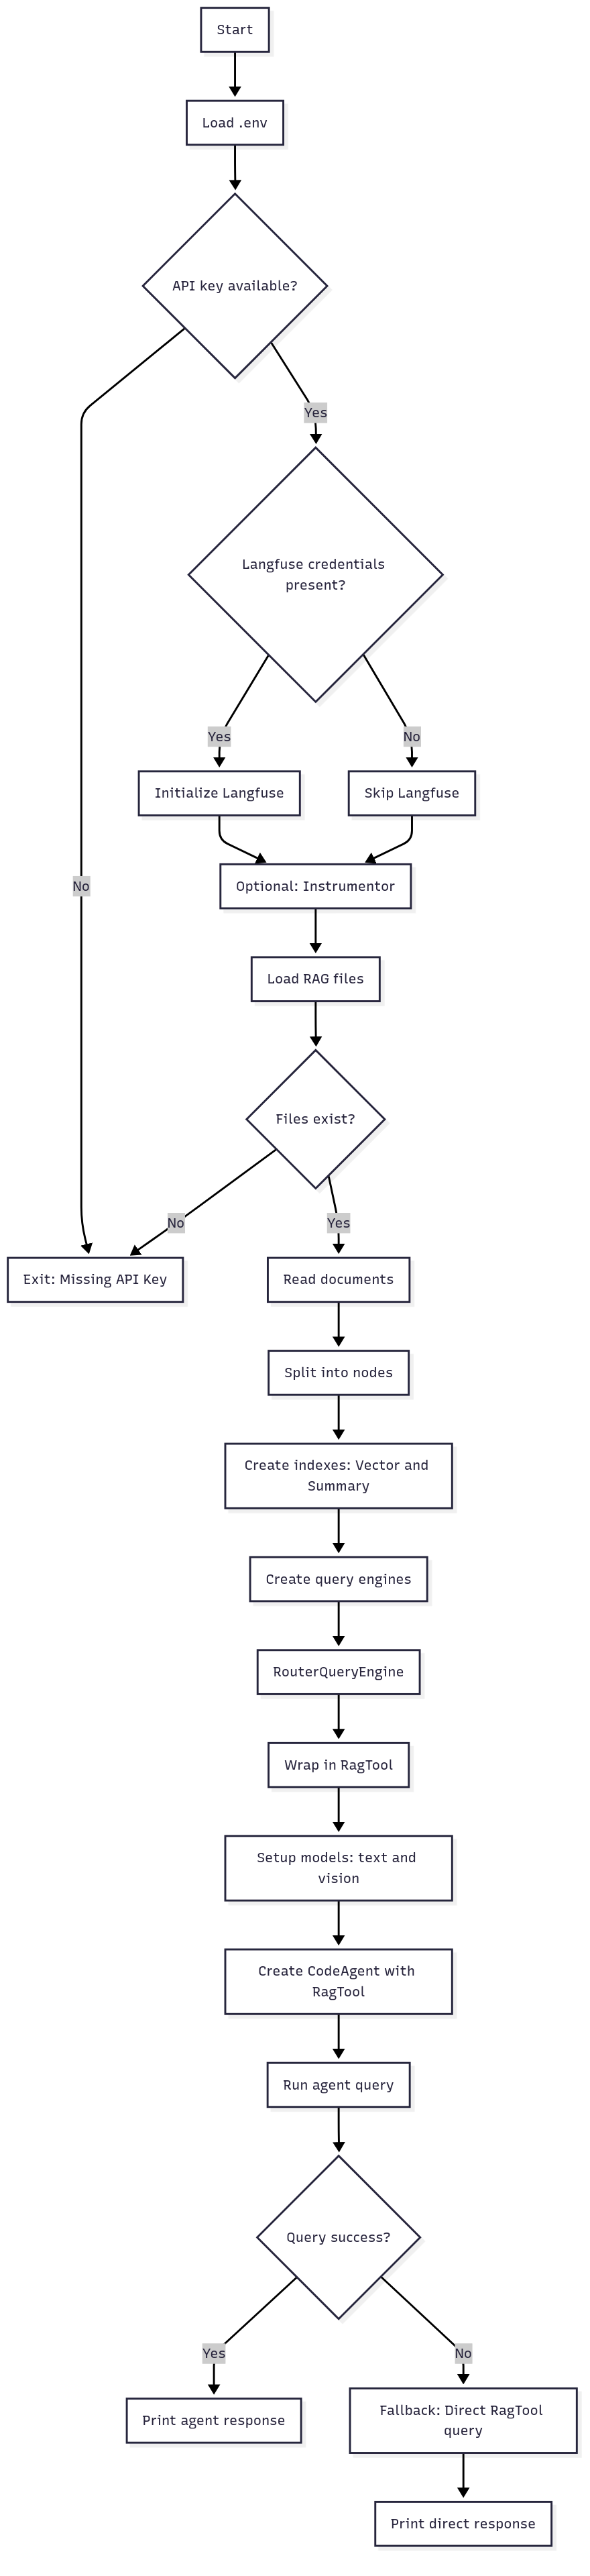 Start
Load .env
API key available?
Yes
Langfuse credentials
present?
Yes
No
Initialize Langfuse
Skip Langfuse
No
Optional: Instrumentor
Load RAG files
Files exist?
No
Yes
Exit: Missing API Key
Read documents
Split into nodes
Create indexes: Vector and
Summary
Create query engines
RouterQueryEngine
Wrap in RagTool
Setup models: text and
vision
Create CodeAgent with
RagTool
Run agent query
Query success?
Yes
No
Print agent response
Fallback: Direct RagTool
query
Print direct response